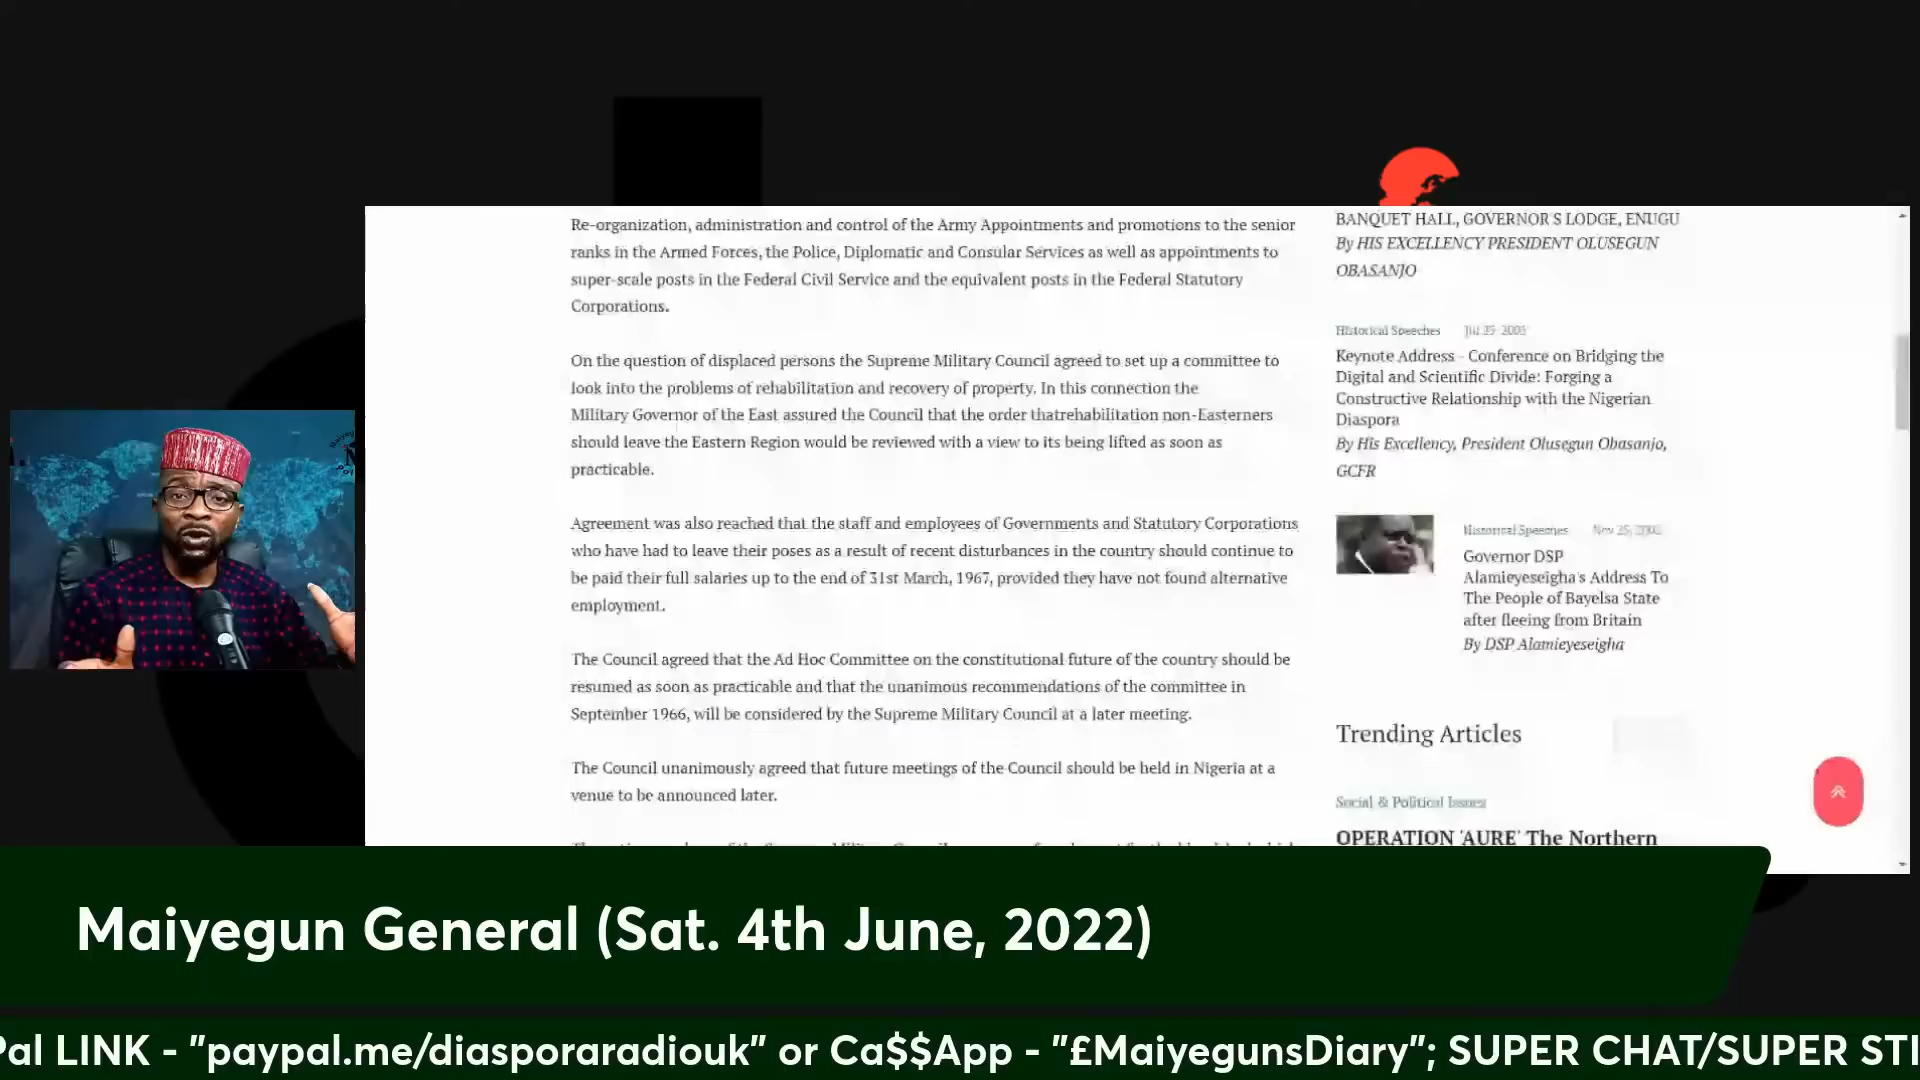 Re-organization, administration and control of the Army Appointments and promotions to the senior
ranks in the Armed Forces, the Police, Diplomatic and Consular Services as well as appointments to
super-scale posts in the Federal Civil Service and the equivalent posts in the Federal Statutory
Corporations.
On the question of displaced persons the Supreme Military Council agreed to set up a committee to
look into the problems of rehabilitation and recovery of property. In this connection the
Military Governor of the East assured the Council that the order thatrehabilitation non-Easterners
should leave the Eastern Region would be reviewed with a view to its being lifted as soon as
practicable.
Agreement was also reached that the staff and employees of Governments and Statutory Corporations
who have had to leave their poses as a result of recent disturbances in the country should continue to
be paid their full salaries up to the end of 31st March, 1967, provided they have not found alternative
employment.
The Council agreed that the Ad Hoc Committee on the constitutional future of the country should be
resumed as soon as practicable and that the unanimous recommendations of the committee in
September 1966, will be considered by the Supreme Military Council at a later meeting.
The Council unanimously agreed that future meetings of the Council should be held in Nigeria at a
venue to be announced later.
BANQUET HALL, GOVERNOR'S LODGE, ENUGU
By HIS EXCELLENCY PRESIDENT OLUSEGUN
OBASANJO
Historical Speeches
Keynote Address - Conference on Bridging the
Digital and Scientific Divide: Forging a
Constructive Relationship with the Nigerian
Diaspora
By His Excellency, President Olusegun Obasanjo,
GCFR
Historical Speeches
Governor DSP
Alamieyeseigha's Address To
The People of Bayelsa State
after fleeing from Britain
By DSP Alamieyeseigha
Trending Articles
Social & Political Issues
OPERATION 'AURE' The Northern
Maiyegun General (Sat. 4th June, 2022)
Pal LINK - "paypal.me/diasporaradiouk" or Ca$$App - "£MaiyegunsDiary"; SUPER CHAT/SUPER STI